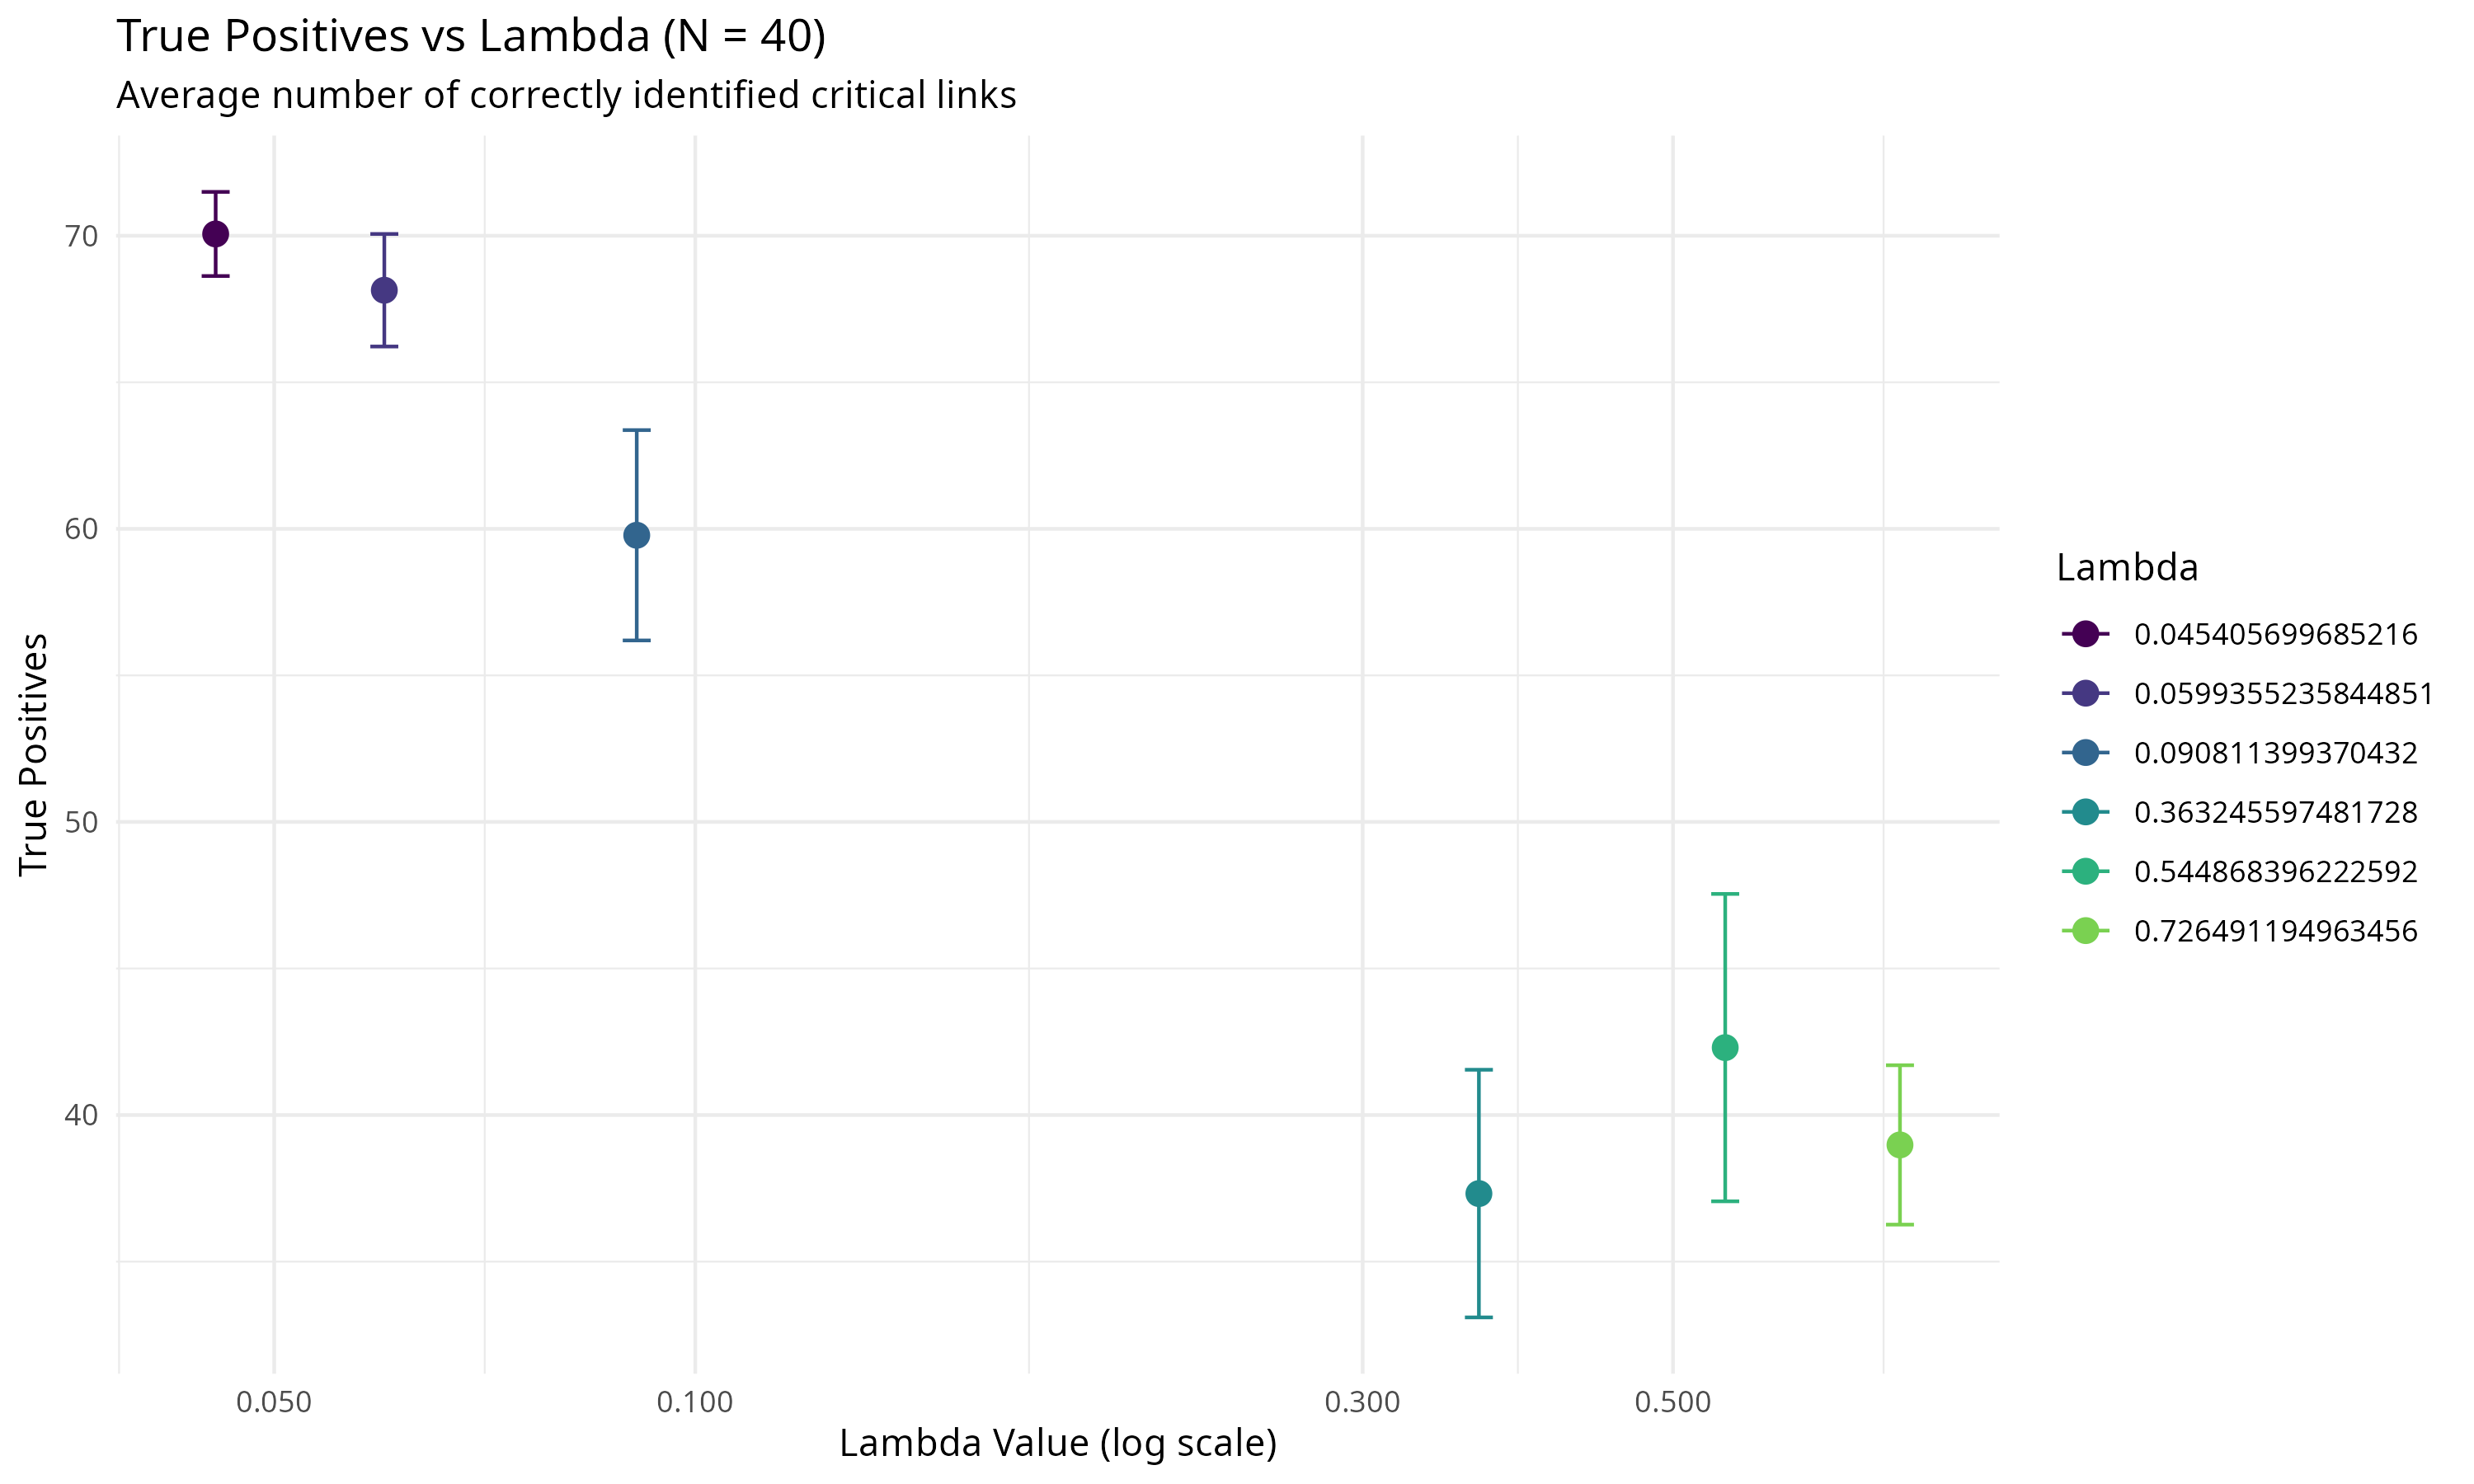 True Positives vs Lambda (N = 40)
Average number of correctly identified critical links
True Positives
70
60
50
40
0.050
0.100
0.300
0.500
Lambda Value (log scale)
Lambda
0.045405699685216
0.0599355235844851
0.090811399370432
0.363245597481728
0.544868396222592
0.726491194963456